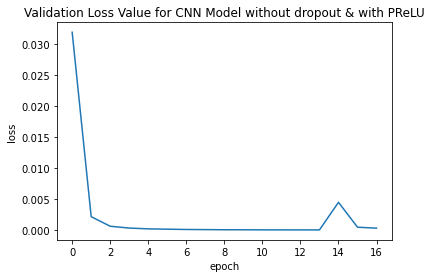 Validation Loss Value for CNN Model without dropout & with PReLU
0.030
0.025
0.020
0.015
0.010
0.005
0.000
loss
0 2 4 6 8 10 12 14 16
epoch